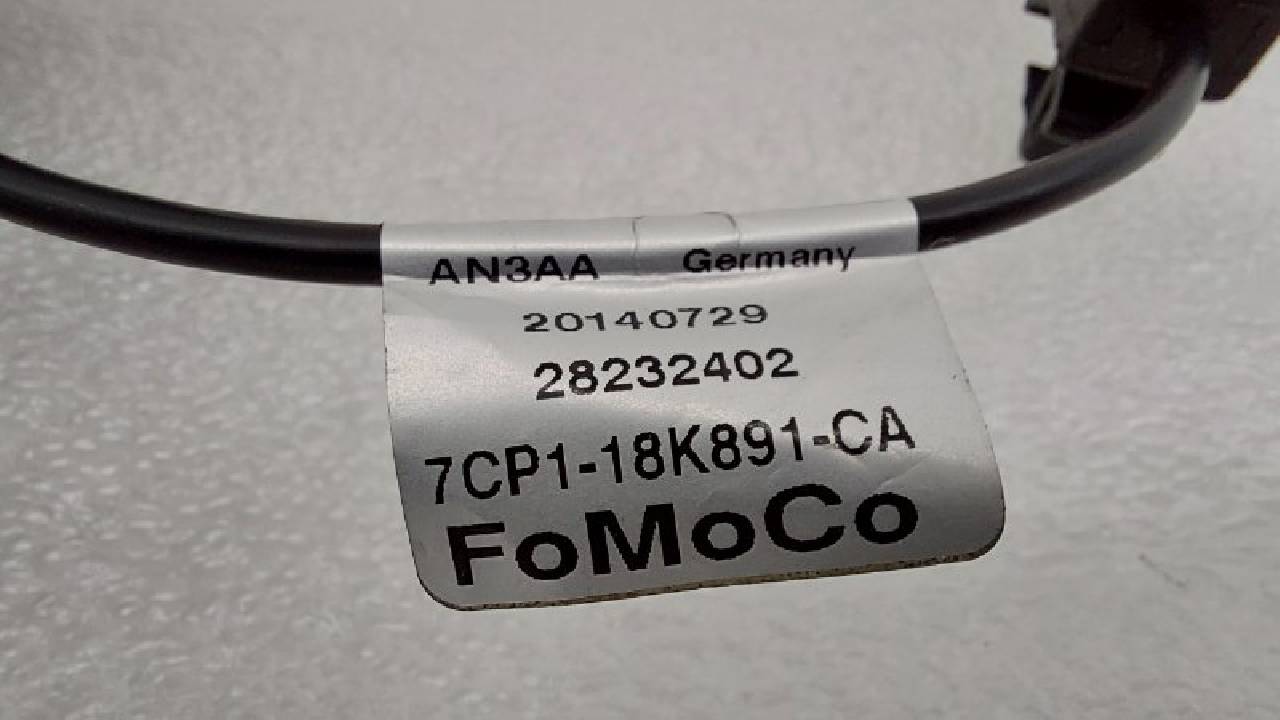 AN3AA Germany
20140729
28232402
7CP1-18K891-CA
FoMoCo